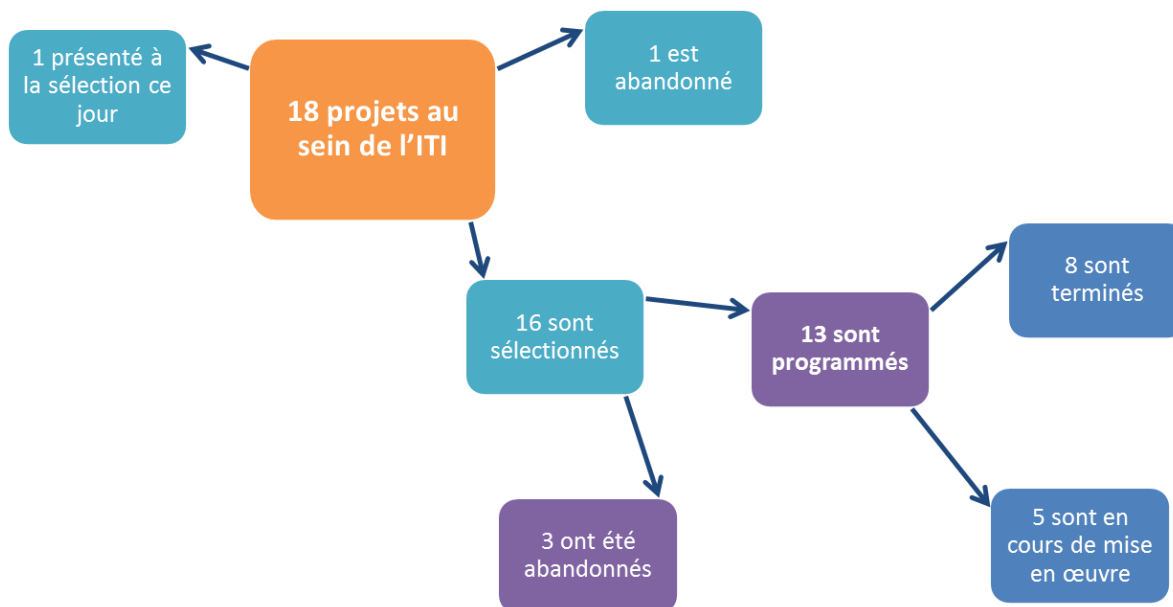 1 présenté à
la sélection ce
jour
18 projets au
sein de l’ITI
1 est
abandonné
16 sont
sélectionnés
13 sont
programmés
8 sont
terminés
3 ont été
abandonnés
5 sont en
cours de mise
en œuvre